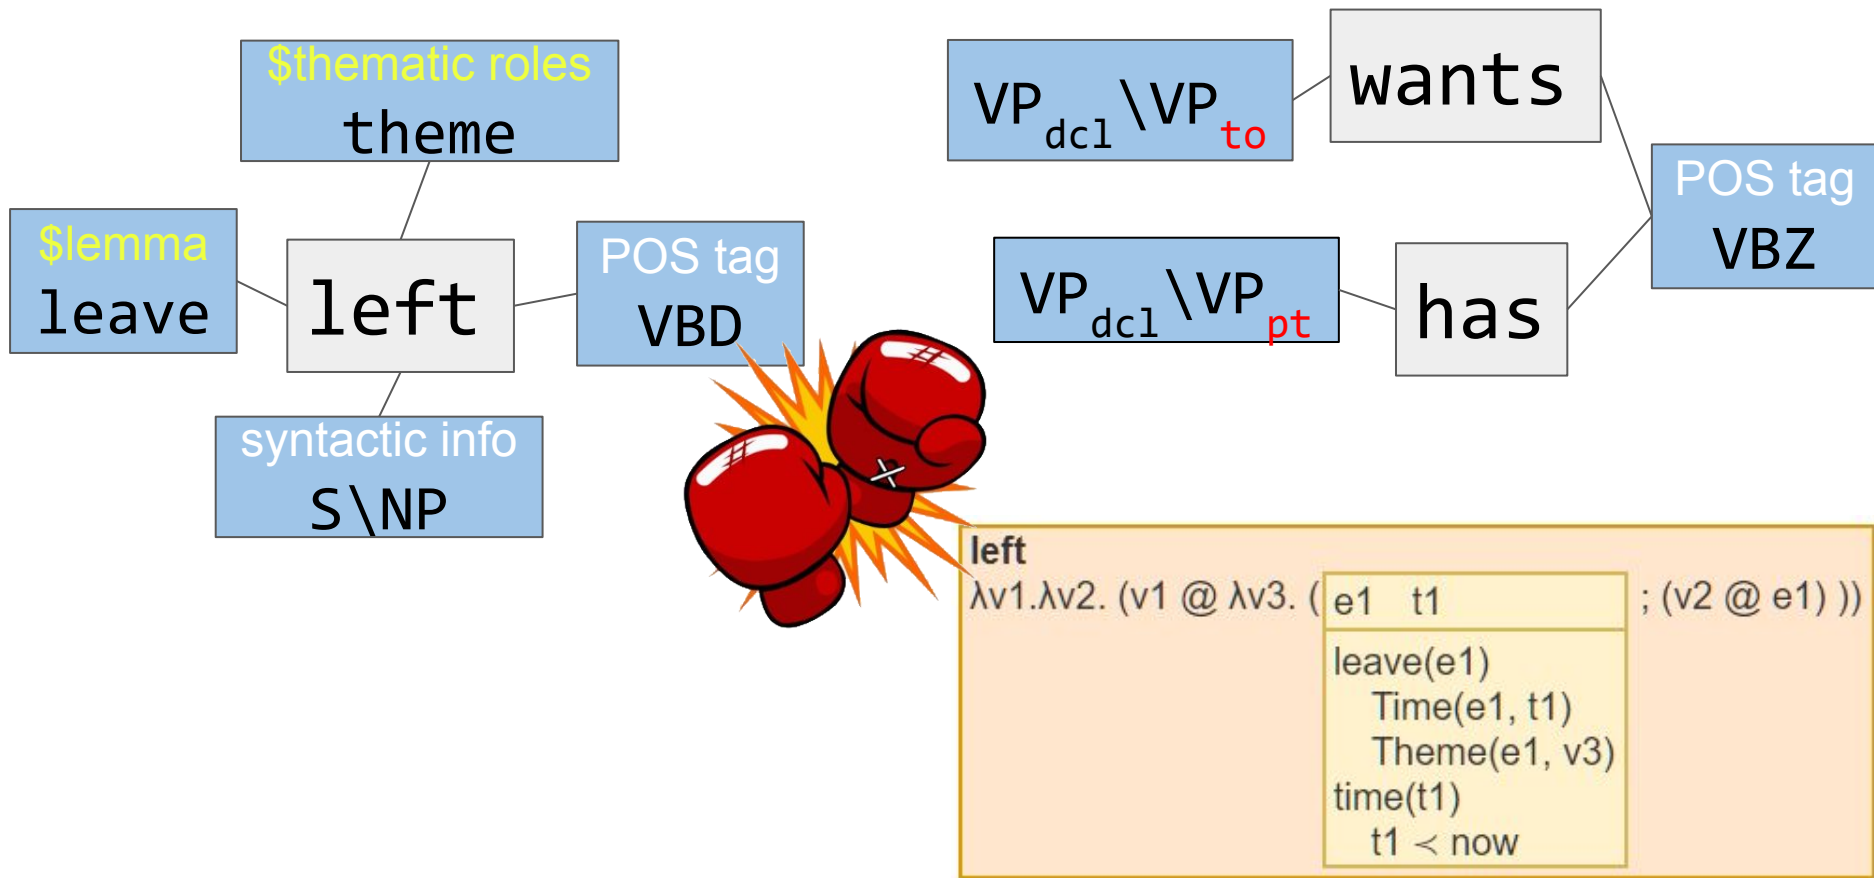 $thematic roles
theme
$lemma
leave
left
POS tag
VBD
syntactic info
S\NP
VPdcl\VPto
wants
POS tag
VBZ
VPdcl\VPpt
has
left
λv1.λv2. (v1 @ λv3. ( e1 t1 ; (v2 @ e1) ))
leave(e1)
Time(e1, t1)
Theme(e1, v3)
time(t1)
t1 ≺ now